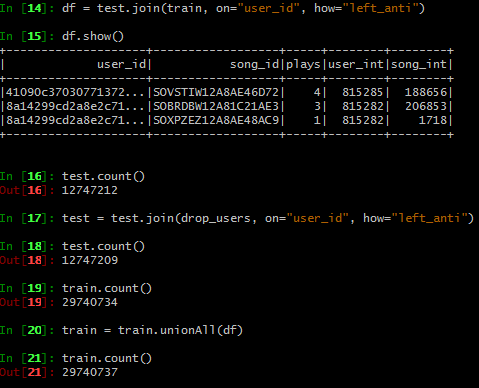 In [14]: df = test.join(train, on="user_id", how="left_anti")
In [15]: df.show()
+--------------------+------------------+-----+--------+--------+
|             user_id|           song_id|plays|user_int|song_int|
+--------------------+------------------+-----+--------+--------+
|41090c37030771372...|SOVSTIW12A8AE46D72|    4|  815285|  188656|
|8a14299cd2a8e2c71...|SOBRDBW12A81C21AE3|    3|  815282|  206853|
|8a14299cd2a8e2c71...|SOXPZEZ12A8AE48AC9|    1|  815282|    1718|
+--------------------+------------------+-----+--------+--------+
In [16]: test.count()
Out[16]: 12747212
In [17]: test = test.join(drop_users, on="user_id", how="left_anti")
In [18]: test.count()
Out[18]: 12747209
In [19]: train.count()
Out[19]: 29740734
In [20]: train = train.unionAll(df)
In [21]: train.count()
Out[21]: 29740737